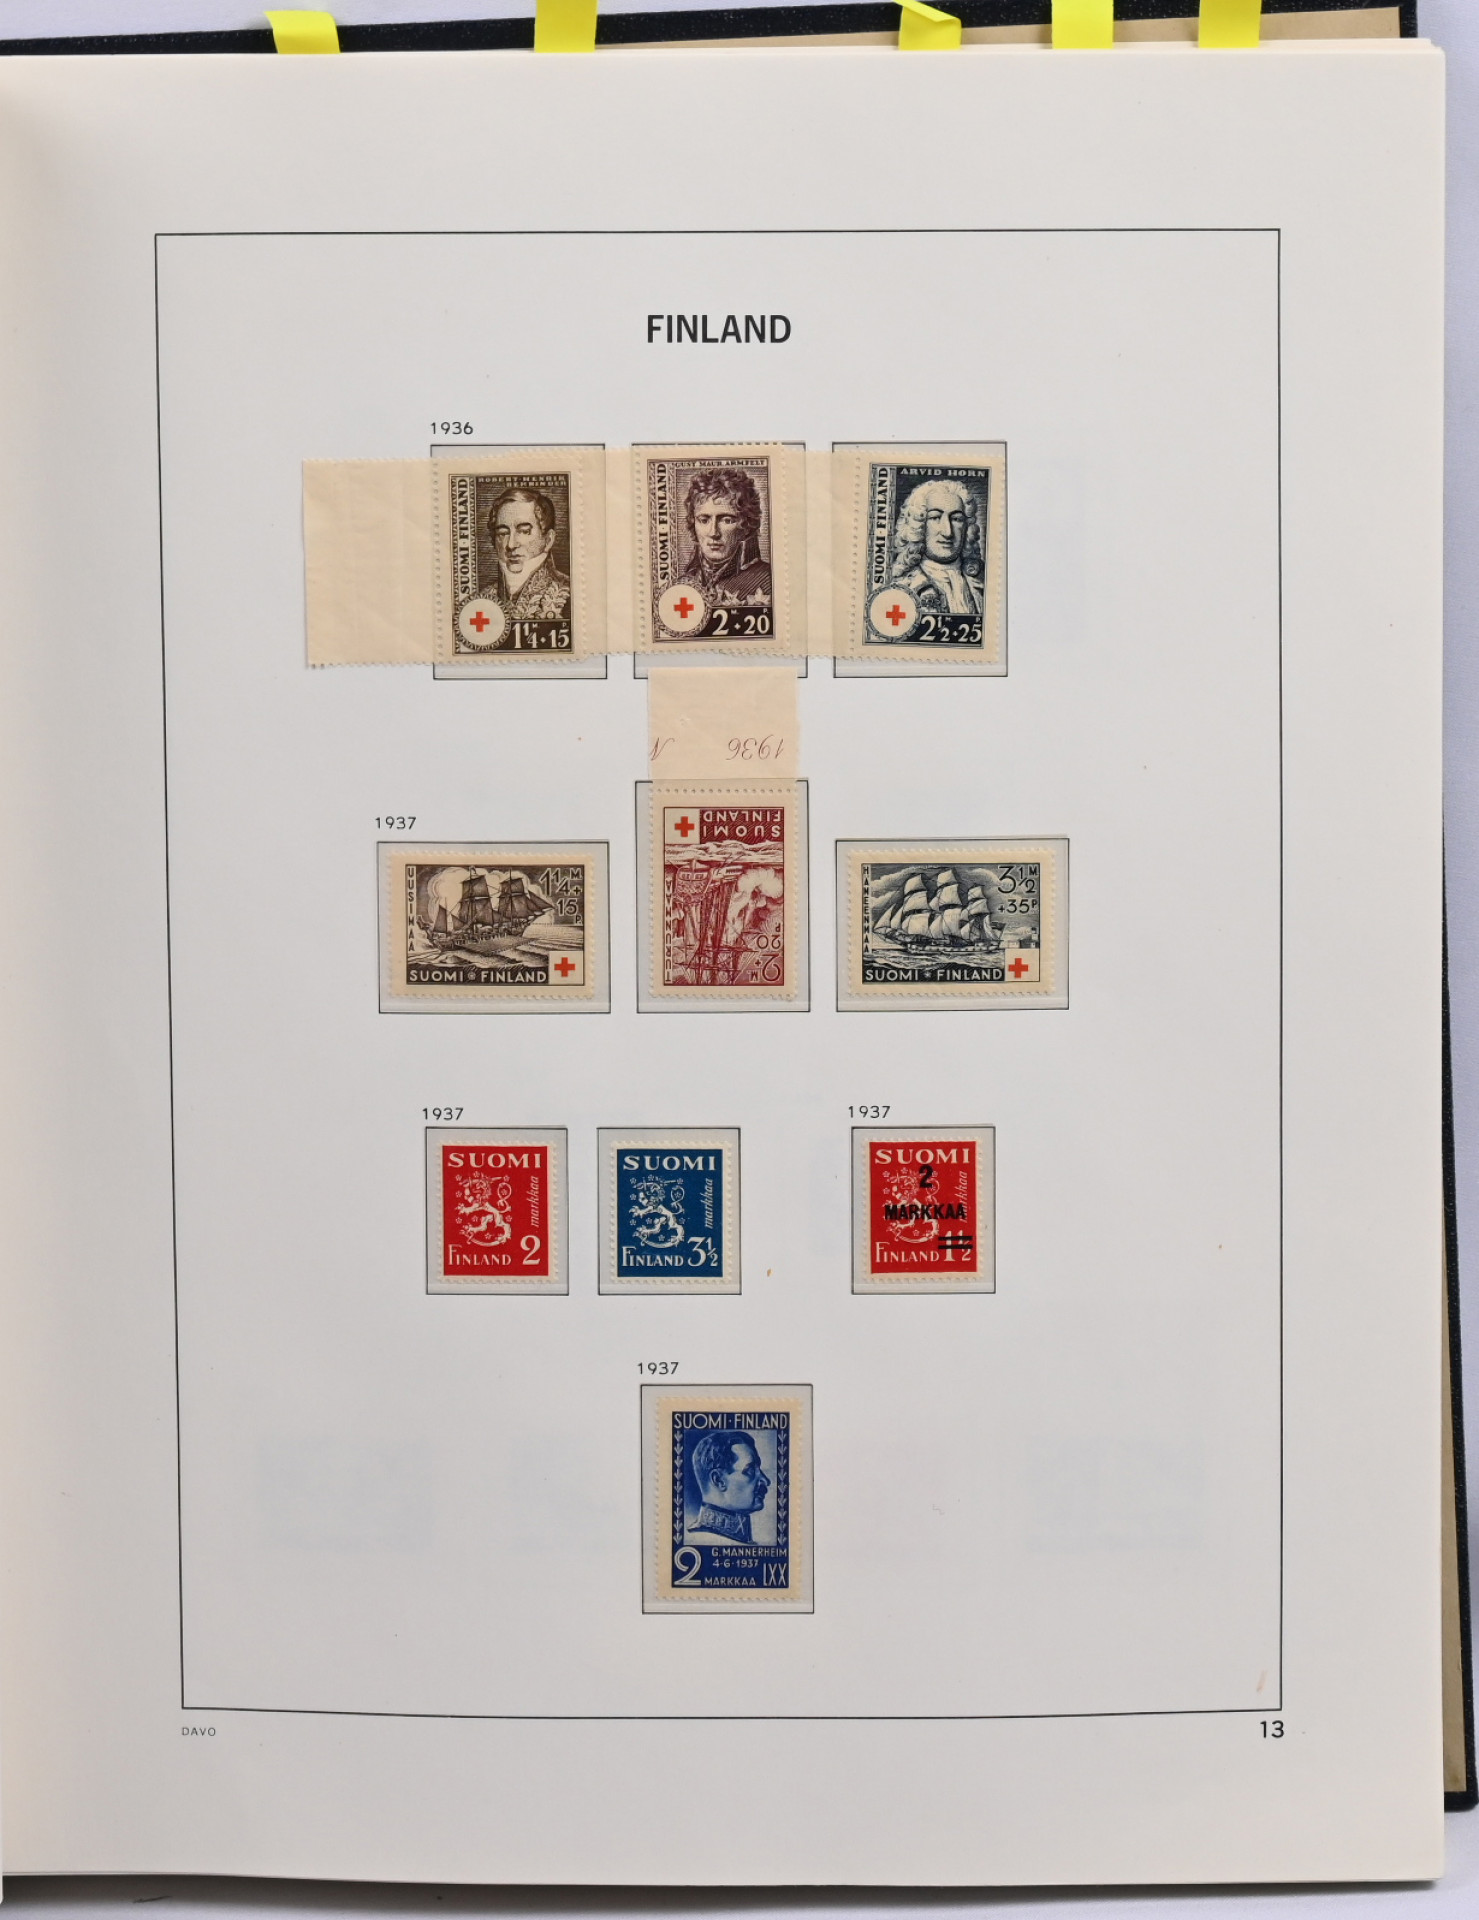 FINLAND
1936
ROBERT·HENRIK
REHBINDER
SUOMI·FINLAND
1¼ M + 15 P
GUST MAUR. ARMFELT
SUOMI·FINLAND
2 M + 20 P
ARVID HORN
SUOMI·FINLAND
2½ M + 25 P
1936 N
1937
UUSIMAA
1¼ M +
15 P
SUOMI FINLAND
SUOMI
FINLAND
TURUNMAA
2 M +
20 P
HÄMEENMAA
3½ M
+35 P
SUOMI FINLAND
1937
SUOMI
markkaa
FINLAND 2
SUOMI
markkaa
FINLAND 3½
1937
SUOMI
2
markkaa
MARKKAA
FINLAND 1½
1937
SUOMI·FINLAND
G. MANNERHEIM
4·6·1937
2 MARKKAA LXX
DAVO
13